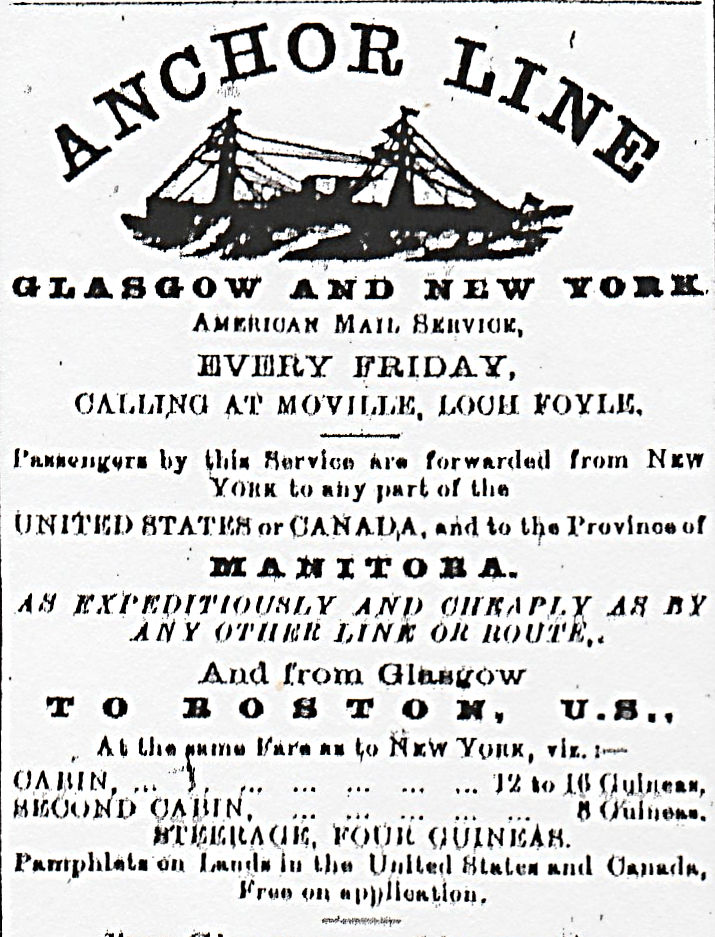 ANCHOR LINE
GLASGOW AND NEW YORK.
AMERICAN MAIL SERVICE,
EVERY FRIDAY,
CALLING AT MOVILLE, LOUGH FOYLE.
Passengers by this Service are forwarded from NEW
YORK to any part of the
UNITED STATES or CANADA, and to the Province of
MANITOBA.
AS EXPEDITIOUSLY AND CHEAPLY AS BY
ANY OTHER LINE OR ROUTE.
And from Glasgow
TO BOSTON, U.S.,
At the same Fare as to NEW YORK, viz. :—
CABIN, ... ... ... ... ... ... 12 to 16 Guineas,
SECOND CABIN, ... ... ... ... ... 8 Guineas.
STEERAGE, FOUR GUINEAS.
Pamphlets on Lands in the United States and Canada,
Free on application.